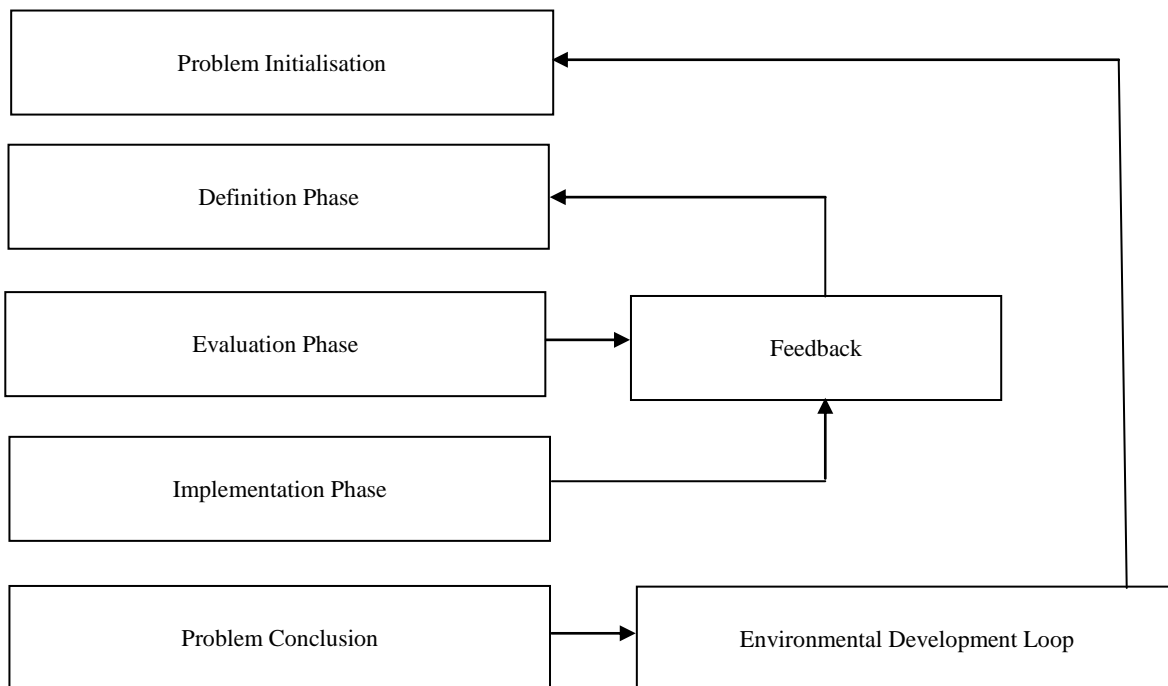 Problem Initialisation
Definition Phase
Evaluation Phase
Feedback
Implementation Phase
Problem Conclusion
Environmental Development Loop